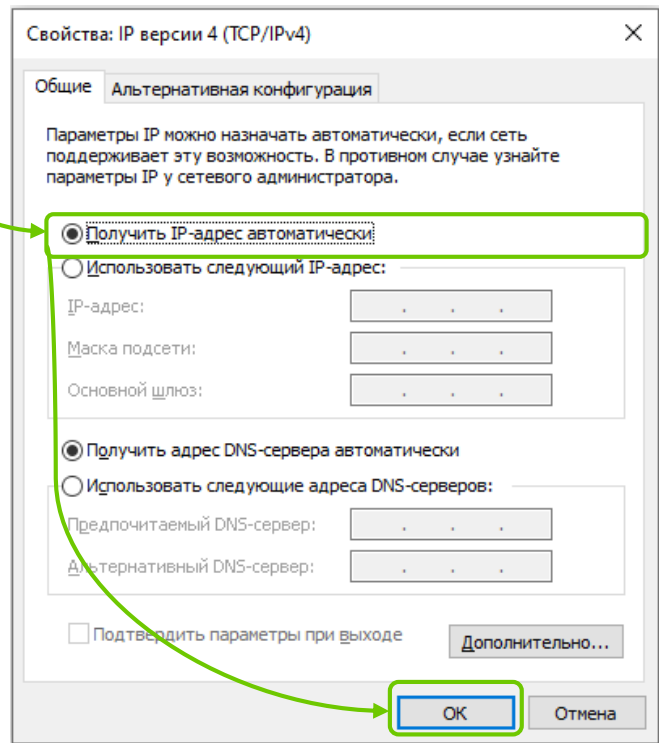 Свойства: IP версии 4 (TCP/IPv4)
Общие Альтернативная конфигурация
Параметры IP можно назначать автоматически, если сеть
поддерживает эту возможность. В противном случае узнайте
параметры IP у сетевого администратора.
Получить IP-адрес автоматически
Использовать следующий IP-адрес:
IP-адрес:
Маска подсети:
Основной шлюз:
Получить адрес DNS-сервера автоматически
Использовать следующие адреса DNS-серверов:
Предпочитаемый DNS-сервер:
Альтернативный DNS-сервер:
Подтвердить параметры при выходе
Дополнительно...
ОК Отмена